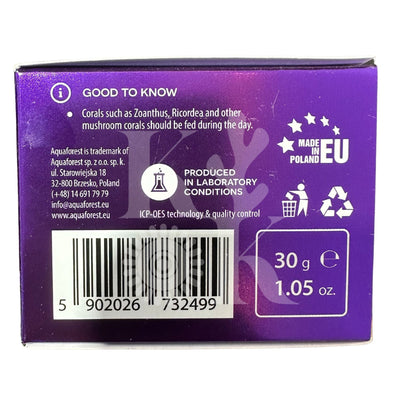 GOOD TO KNOW
• Corals such as Zoanthus, Ricordea and other
mushroom corals should be fed during the day.
Aquaforest is trademark of
Aquaforest sp. z o.o. sp. k.
ul. Starowiejska 18
32-800 Brzesko, Poland
(+48) 14 691 79 79
info@aquaforest.eu
www.aquaforest.eu
PRODUCED
IN LABORATORY
CONDITIONS
ICP-OES technology & quality control
MADE
IN
POLAND
EU
5 902026 732499
30 g ℮
1.05 oz.